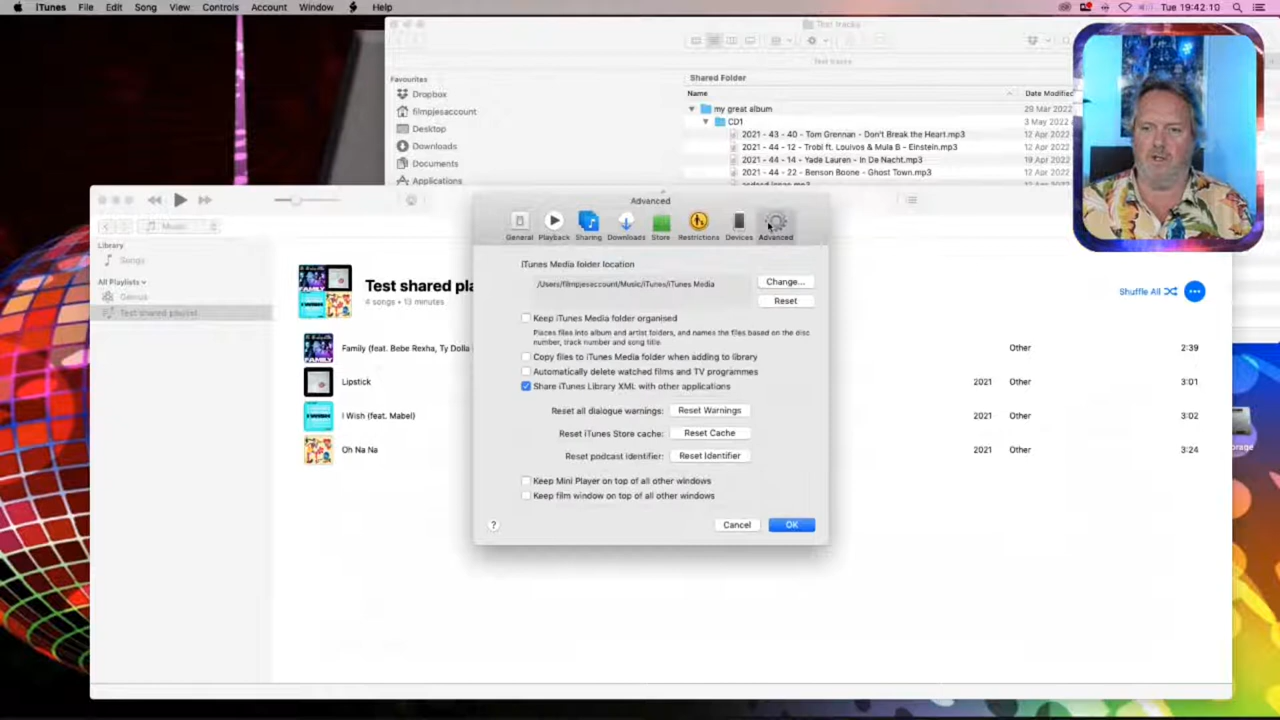 iTunes File Edit Song View Controls Account Window Help Tue 19:42.10
Test tracks
Test tracks
Favourites
Dropbox
filmpjesaccount
Desktop
Downloads
Documents
Applications
Shared Folder
Name Date Modified
my great album 29 Mar 2022
CD1 3 May 2022
2021 - 43 - 40 - Tom Grennan - Don't Break the Heart.mp3 12 Apr 2022
2021 - 44 - 12 - Trobi ft. Louivos & Mula B - Einstein.mp3 12 Apr 2022
2021 - 44 - 14 - Yade Lauren - In De Nacht.mp3 19 Apr 2022
2021 - 44 - 22 - Benson Boone - Ghost Town.mp3 12 Apr 2022
Music
Library
Songs
All Playlists
Genius
Test shared playlist
Test shared pla
4 songs • 13 minutes
Shuffle All
Family (feat. Bebe Rexha, Ty Dolla Other 2:39
Lipstick 2021 Other 3:01
I Wish (feat. Mabel) 2021 Other 3:02
Oh Na Na 2021 Other 3:24
Advanced
General Playback Sharing Downloads Store Restrictions Devices Advanced
iTunes Media folder location
/Users/filmpjesaccount/Music/iTunes/iTunes Media
Change...
Reset
Keep iTunes Media folder organised
Places files into album and artist folders, and names the files based on the disc
number, track number and song title.
Copy files to iTunes Media folder when adding to library
Automatically delete watched films and TV programmes
Share iTunes Library XML with other applications
Reset all dialogue warnings: Reset Warnings
Reset iTunes Store cache: Reset Cache
Reset podcast identifier: Reset Identifier
Keep Mini Player on top of all other windows
Keep film window on top of all other windows
? Cancel OK
orage